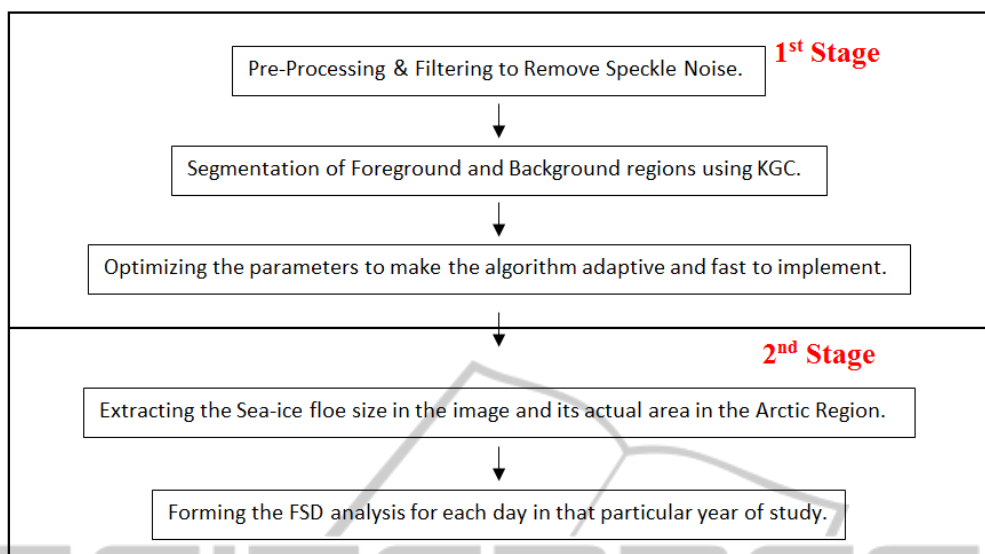 1st Stage
Pre-Processing & Filtering to Remove Speckle Noise.
Segmentation of Foreground and Background regions using KGC.
Optimizing the parameters to make the algorithm adaptive and fast to implement.
2nd Stage
Extracting the Sea-ice floe size in the image and its actual area in the Arctic Region.
Forming the FSD analysis for each day in that particular year of study.